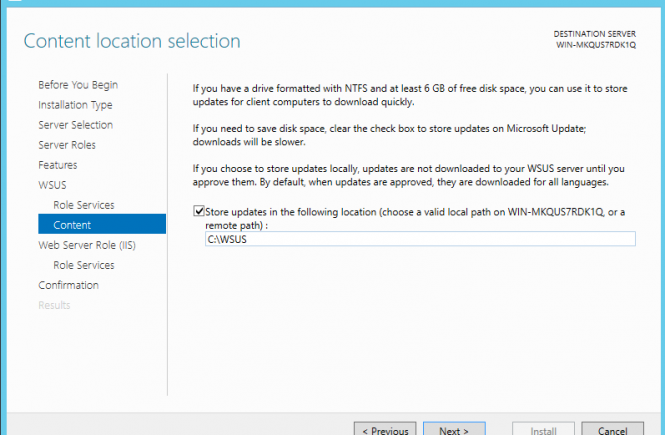 Content location selection
DESTINATION SERVER
WIN-MKQUS7RDK1Q
Before You Begin
Installation Type
Server Selection
Server Roles
Features
WSUS
Role Services
Content
Web Server Role (IIS)
Role Services
Confirmation
Results
If you have a drive formatted with NTFS and at least 6 GB of free disk space, you can use it to store
updates for client computers to download quickly.
If you need to save disk space, clear the check box to store updates on Microsoft Update;
downloads will be slower.
If you choose to store updates locally, updates are not downloaded to your WSUS server until you
approve them. By default, when updates are approved, they are downloaded for all languages.
Store updates in the following location (choose a valid local path on WIN-MKQUS7RDK1Q, or a
remote path) :
C:\WSUS
< Previous
Next >
Install
Cancel